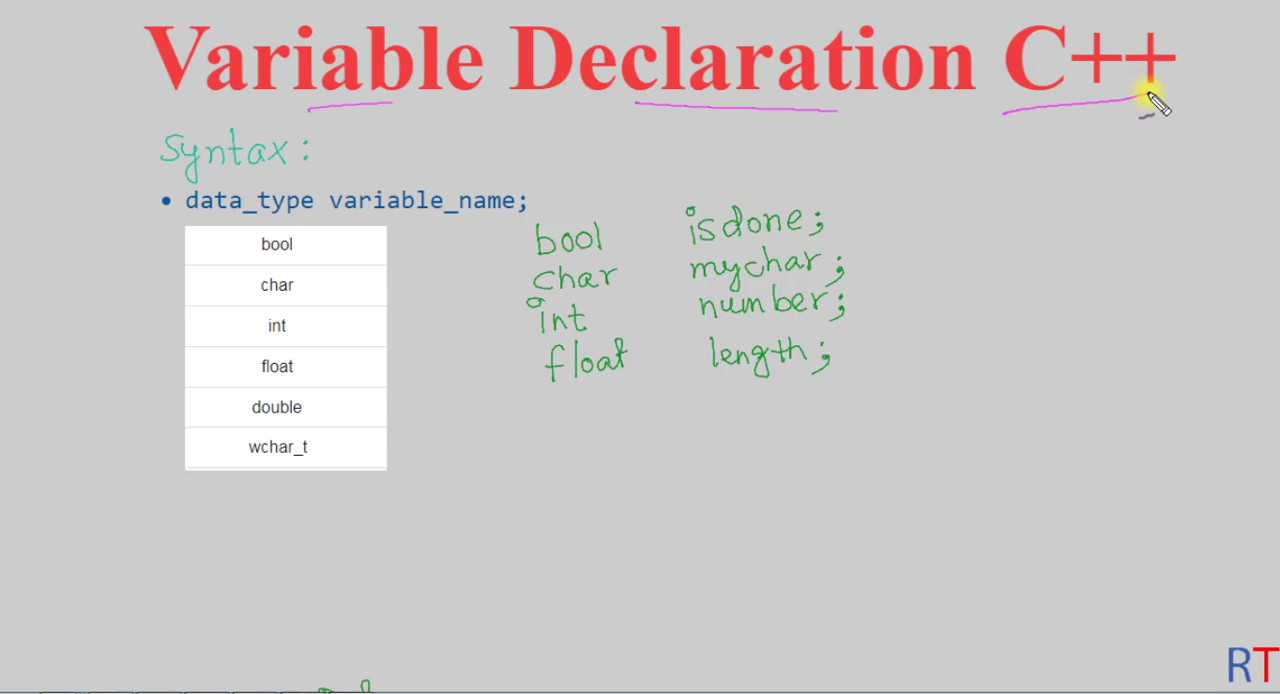 Variable Declaration C++
Syntax:
• data_type variable_name;
bool
char
int
float
double
wchar_t
bool isdone;
char mychar;
int number;
float length;
RT